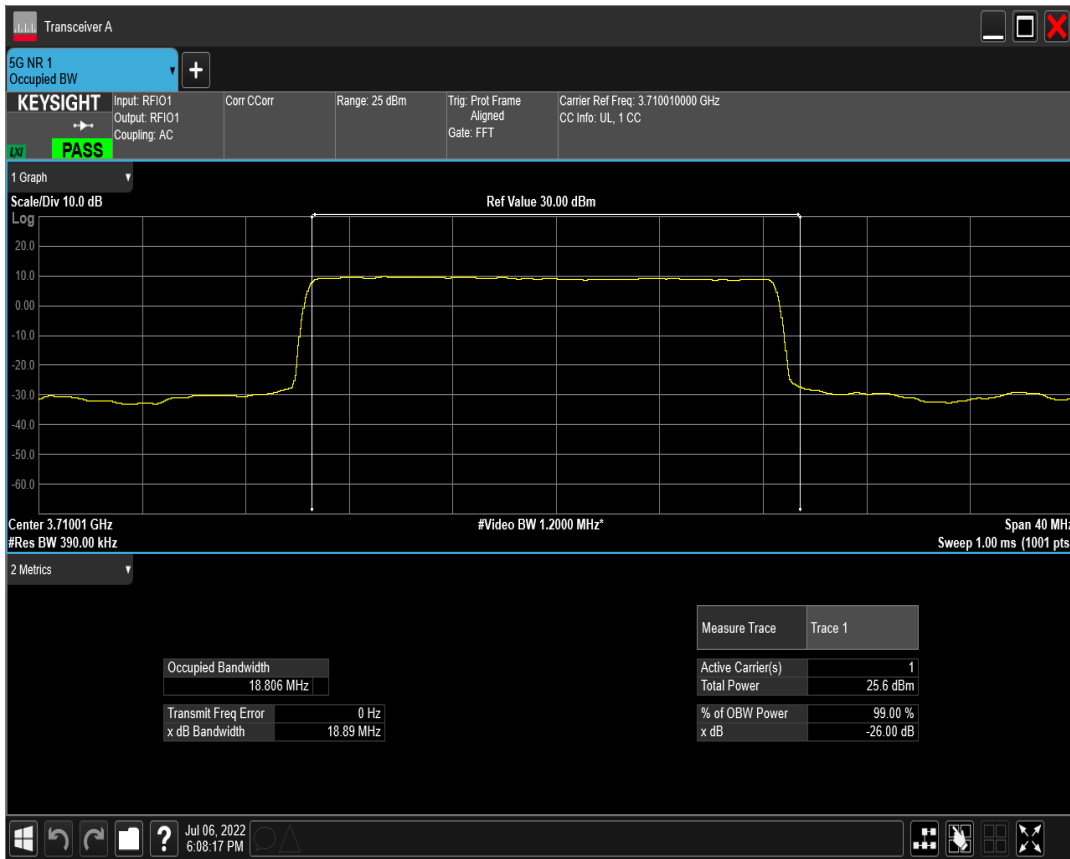 Transceiver A
5G NR 1
Occupied BW
KEYSIGHT
LXI
PASS
Input: RFIO1
Output: RFIO1
Coupling: AC
Corr CCorr
Range: 25 dBm
Trig: Prot Frame
Aligned
Gate: FFT
Carrier Ref Freq: 3.710010000 GHz
CC Info: UL, 1 CC
1 Graph
Scale/Div 10.0 dB
Ref Value 30.00 dBm
Log
20.0
10.0
0.00
-10.0
-20.0
-30.0
-40.0
-50.0
-60.0
Center 3.71001 GHz
#Video BW 1.2000 MHz*
Span 40 MHz
#Res BW 390.00 kHz
Sweep 1.00 ms (1001 pts
2 Metrics
Measure Trace Trace 1
Occupied Bandwidth
18.806 MHz
Active Carrier(s) 1
Total Power 25.6 dBm
Transmit Freq Error 0 Hz
x dB Bandwidth 18.89 MHz
% of OBW Power 99.00 %
x dB -26.00 dB
?
Jul 06, 2022
6:08:17 PM